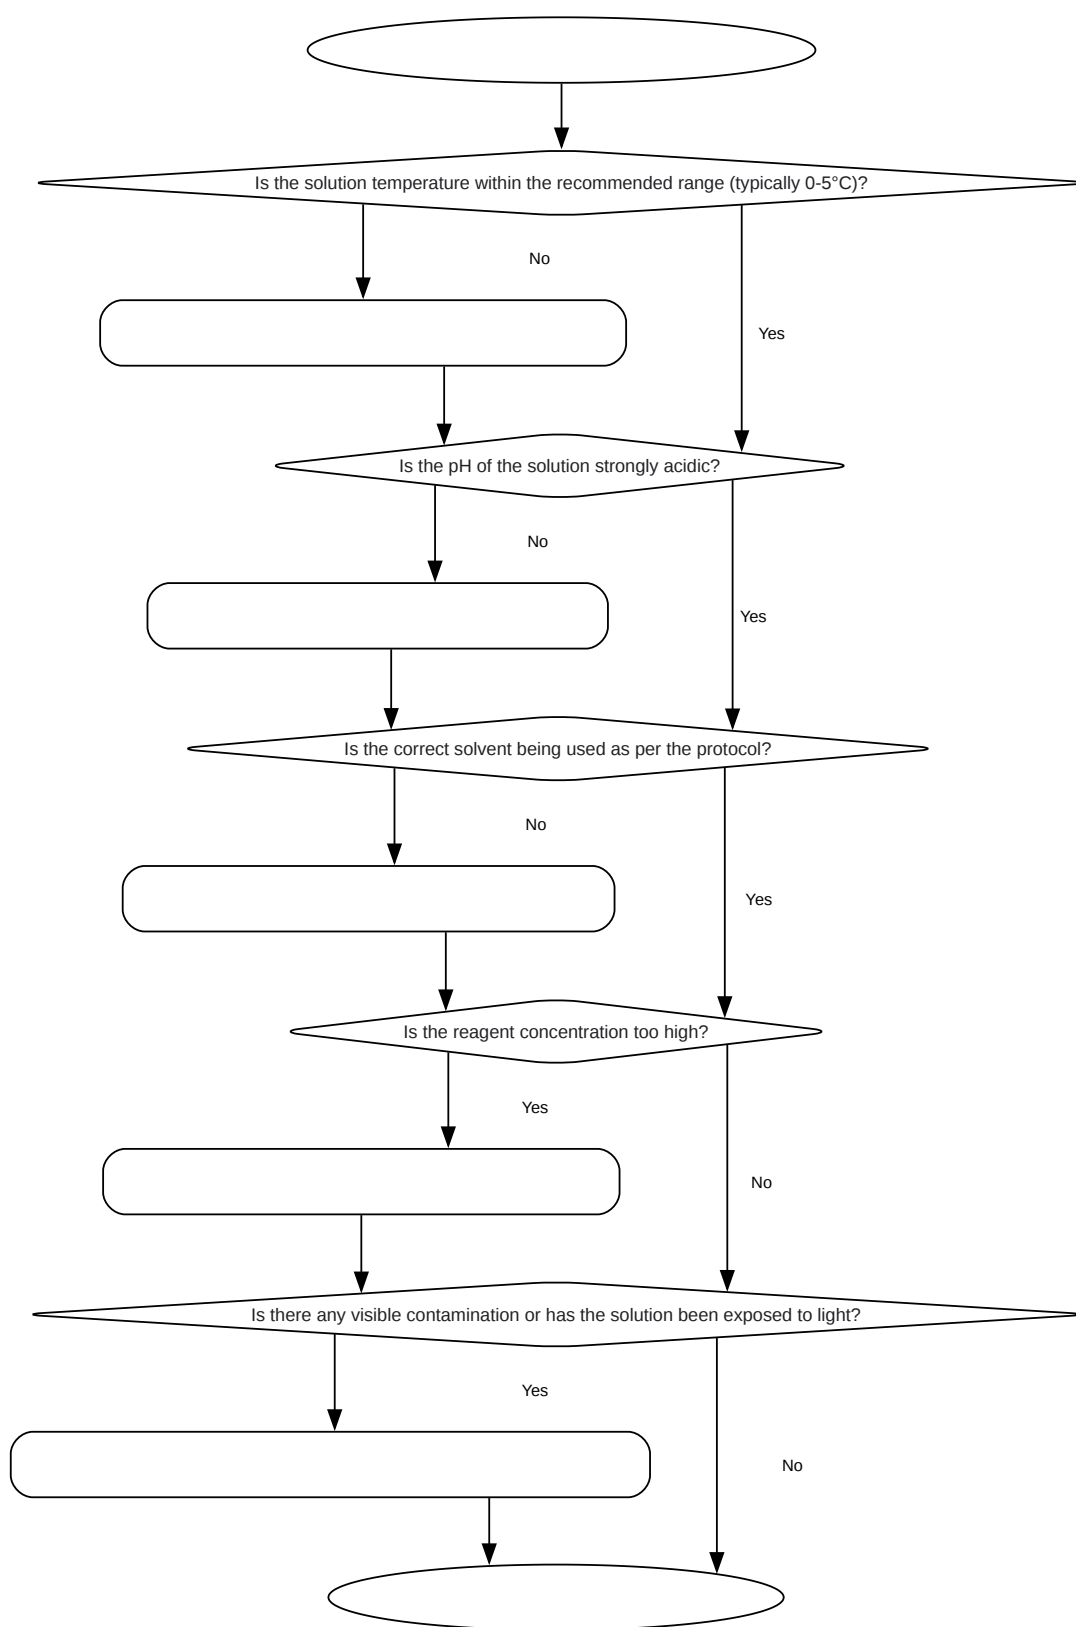 Is the solution temperature within the recommended range (typically 0-5°C)?
No
Yes
Is the pH of the solution strongly acidic?
No
Yes
Is the correct solvent being used as per the protocol?
No
Yes
Is the reagent concentration too high?
Yes
No
Is there any visible contamination or has the solution been exposed to light?
Yes
No